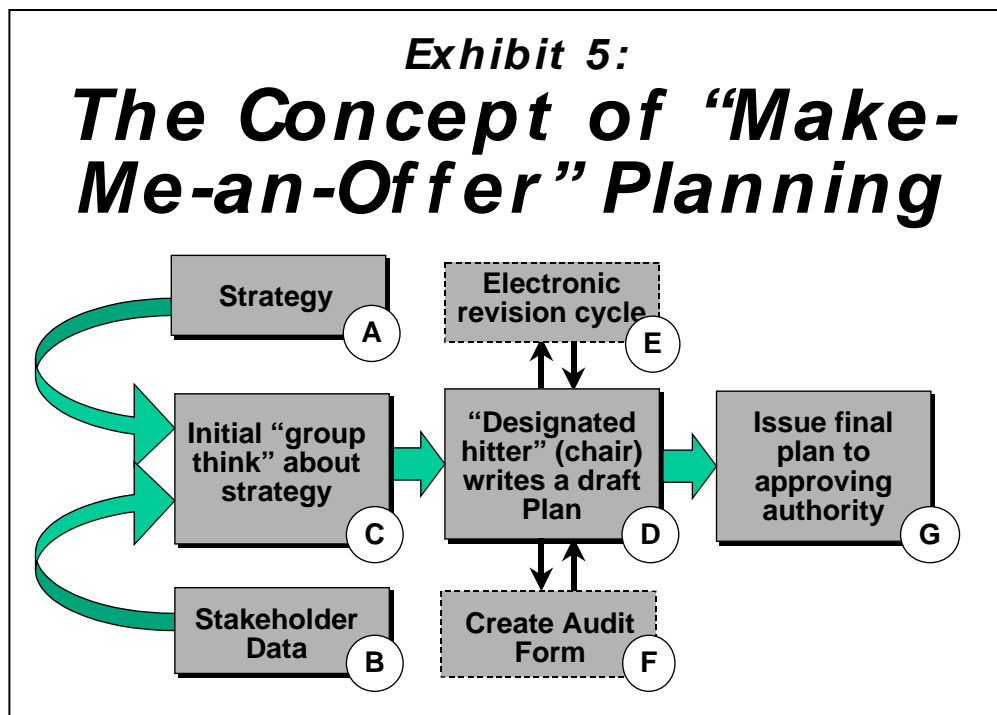 Exhibit 5:
The Concept of “Make-
Me-an-Offer” Planning
Strategy
A
Electronic
revision cycle
E
Initial “group
think” about
strategy
C
“Designated
hitter” (chair)
writes a draft
Plan
D
Issue final
plan to
approving
authority
G
Stakeholder
Data
B
Create Audit
Form
F